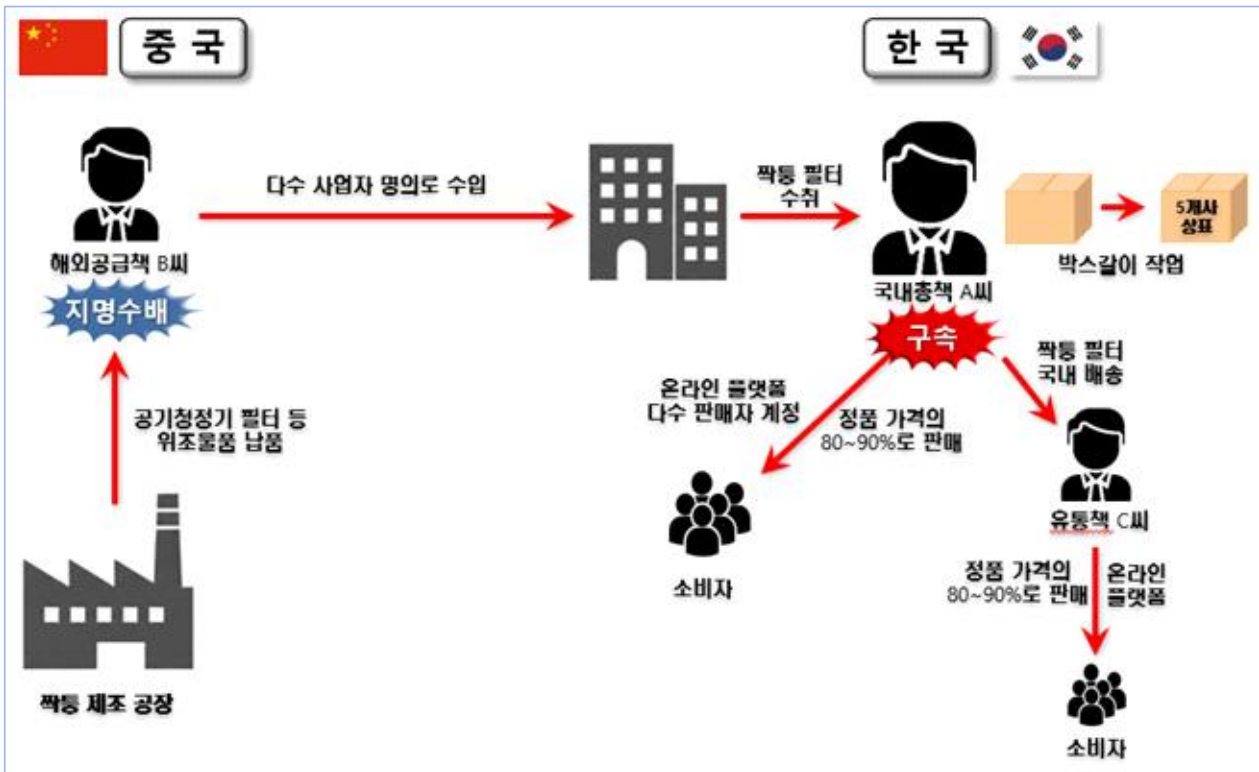 중 국
한 국
다수 사업자 명의로 수입
짝퉁 필터
수취
5개사
상표
해외공급책 B씨
지명수배
국내총책 A씨
구속
박스갈이 작업
짝퉁 필터
국내 배송
공기청정기 필터 등
위조물품 납품
온라인 플랫폼
다수 판매자 계정
정품 가격의
80~90%로 판매
유통책 C씨
소비자
정품 가격의
80~90%로 판매
온라인
플랫폼
짝퉁 제조 공장
소비자